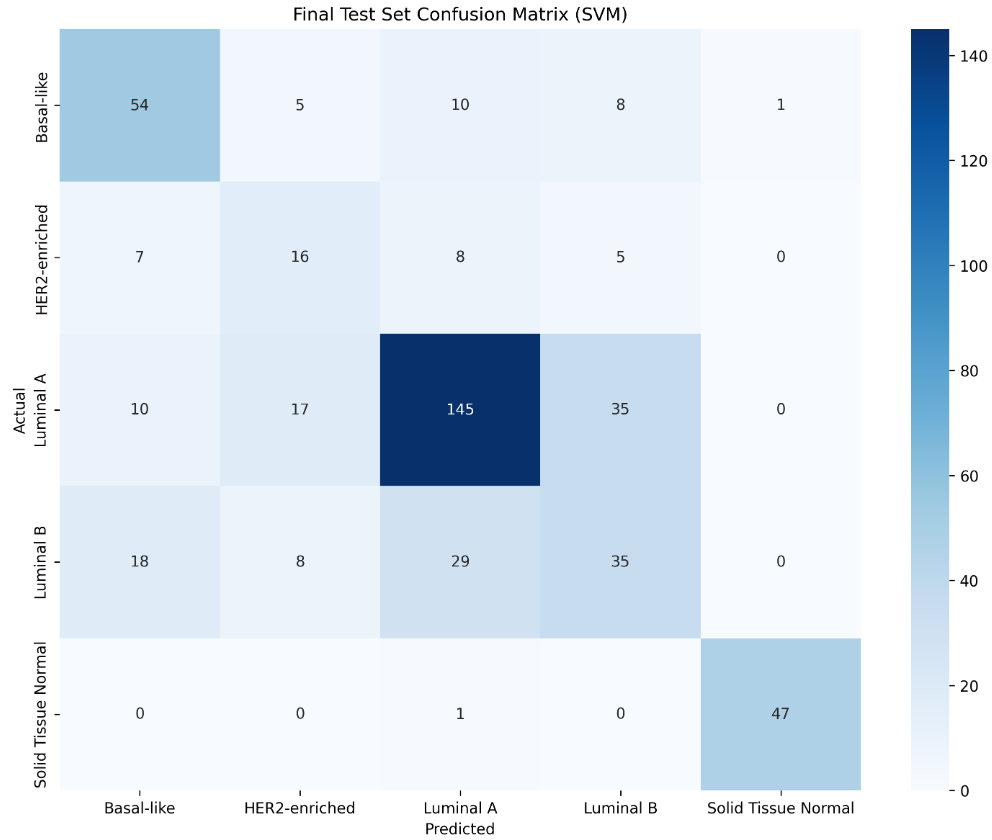 Final Test Set Confusion Matrix (SVM)
Actual
Basal-like
54 5 10 8 1
HER2-enriched
7 16 8 5 0
Luminal A
10 17 145 35 0
Luminal B
18 8 29 35 0
Solid Tissue Normal
0 0 1 0 47
Basal-like HER2-enriched Luminal A Luminal B Solid Tissue Normal
Predicted
140
120
100
80
60
40
20
0